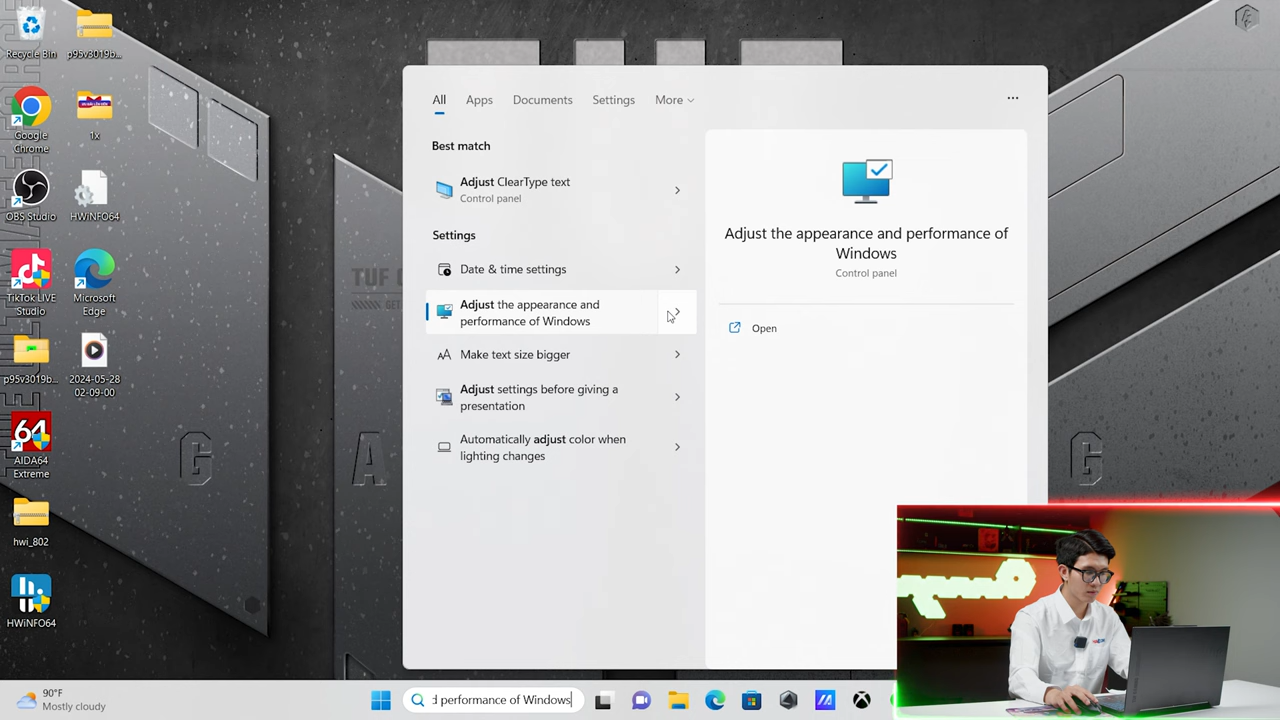 Recycle Bin
p95v3019b...
Google
Chrome
1x
OBS Studio
HWiNFO64
TikTok LIVE
Studio
Microsoft
Edge
p95v3019b...
2024-05-28
02-09-00
64
AIDA64
Extreme
hwi_802
HWiNFO64
TUF
G
A
G
All
Apps
Documents
Settings
More
Best match
Adjust ClearType text
Control panel
Settings
Date & time settings
Adjust the appearance and
performance of Windows
Make text size bigger
Adjust settings before giving a
presentation
Automatically adjust color when
lighting changes
Adjust the appearance and performance of
Windows
Control panel
Open
90°F
Mostly cloudy
performance of Windows